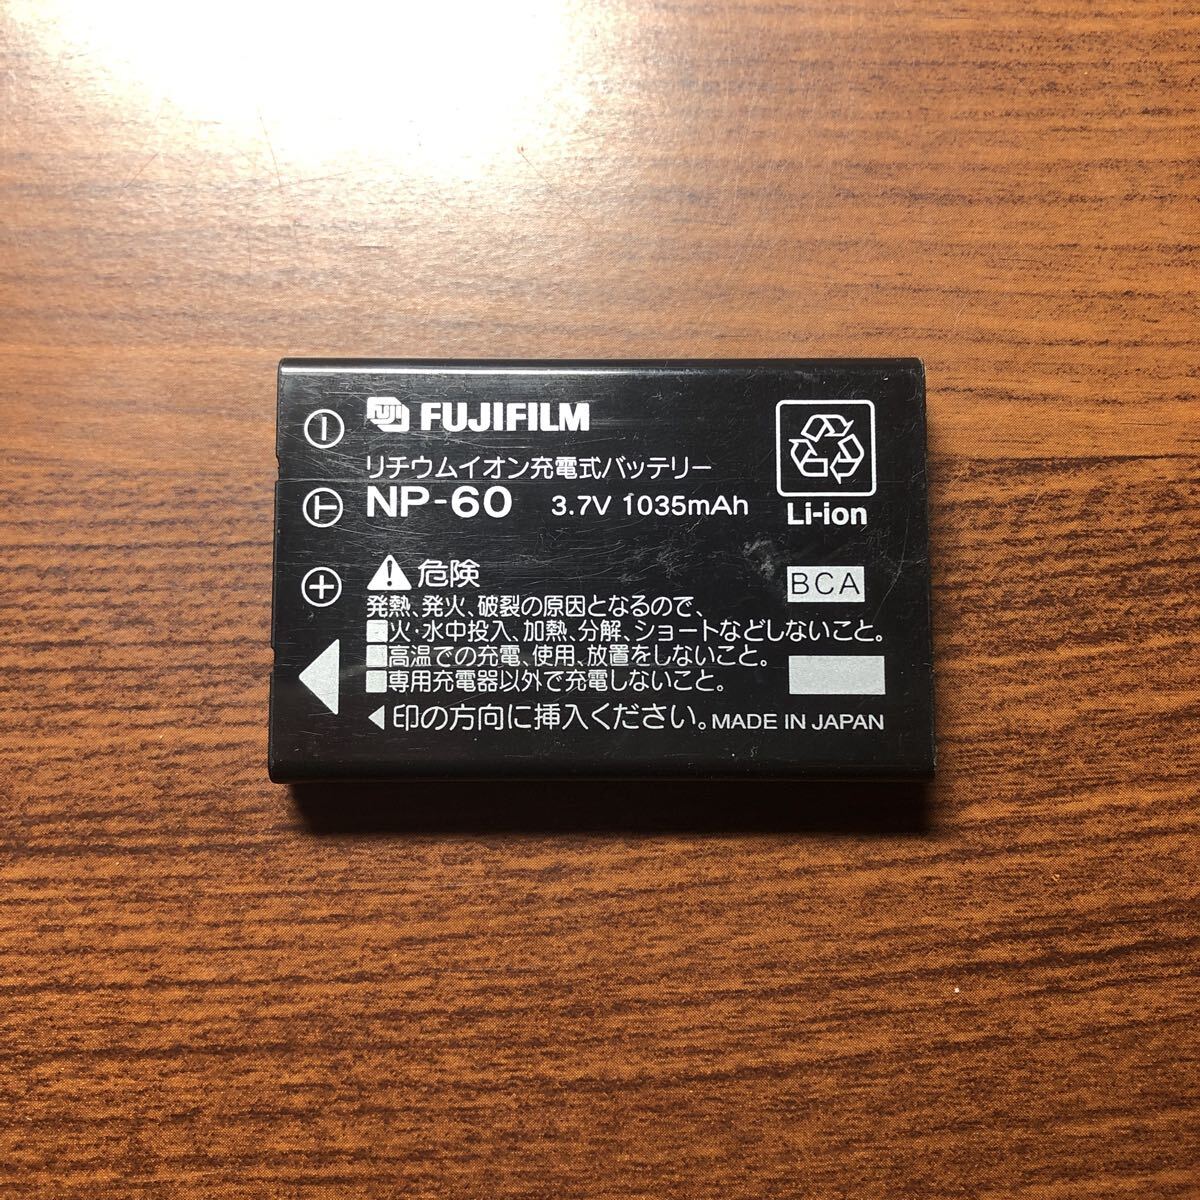 FUJI FUJIFILM
リチウムイオン充電式バッテリー
NP-60 3.7V 1035mAh
Li-ion
⚠危険
BCA
発熱、発火、破裂の原因となるので、
■火・水中投入、加熱、分解、ショートなどしないこと。
■高温での充電、使用、放置をしないこと。
■専用充電器以外で充電しないこと。
◀印の方向に挿入ください。MADE IN JAPAN